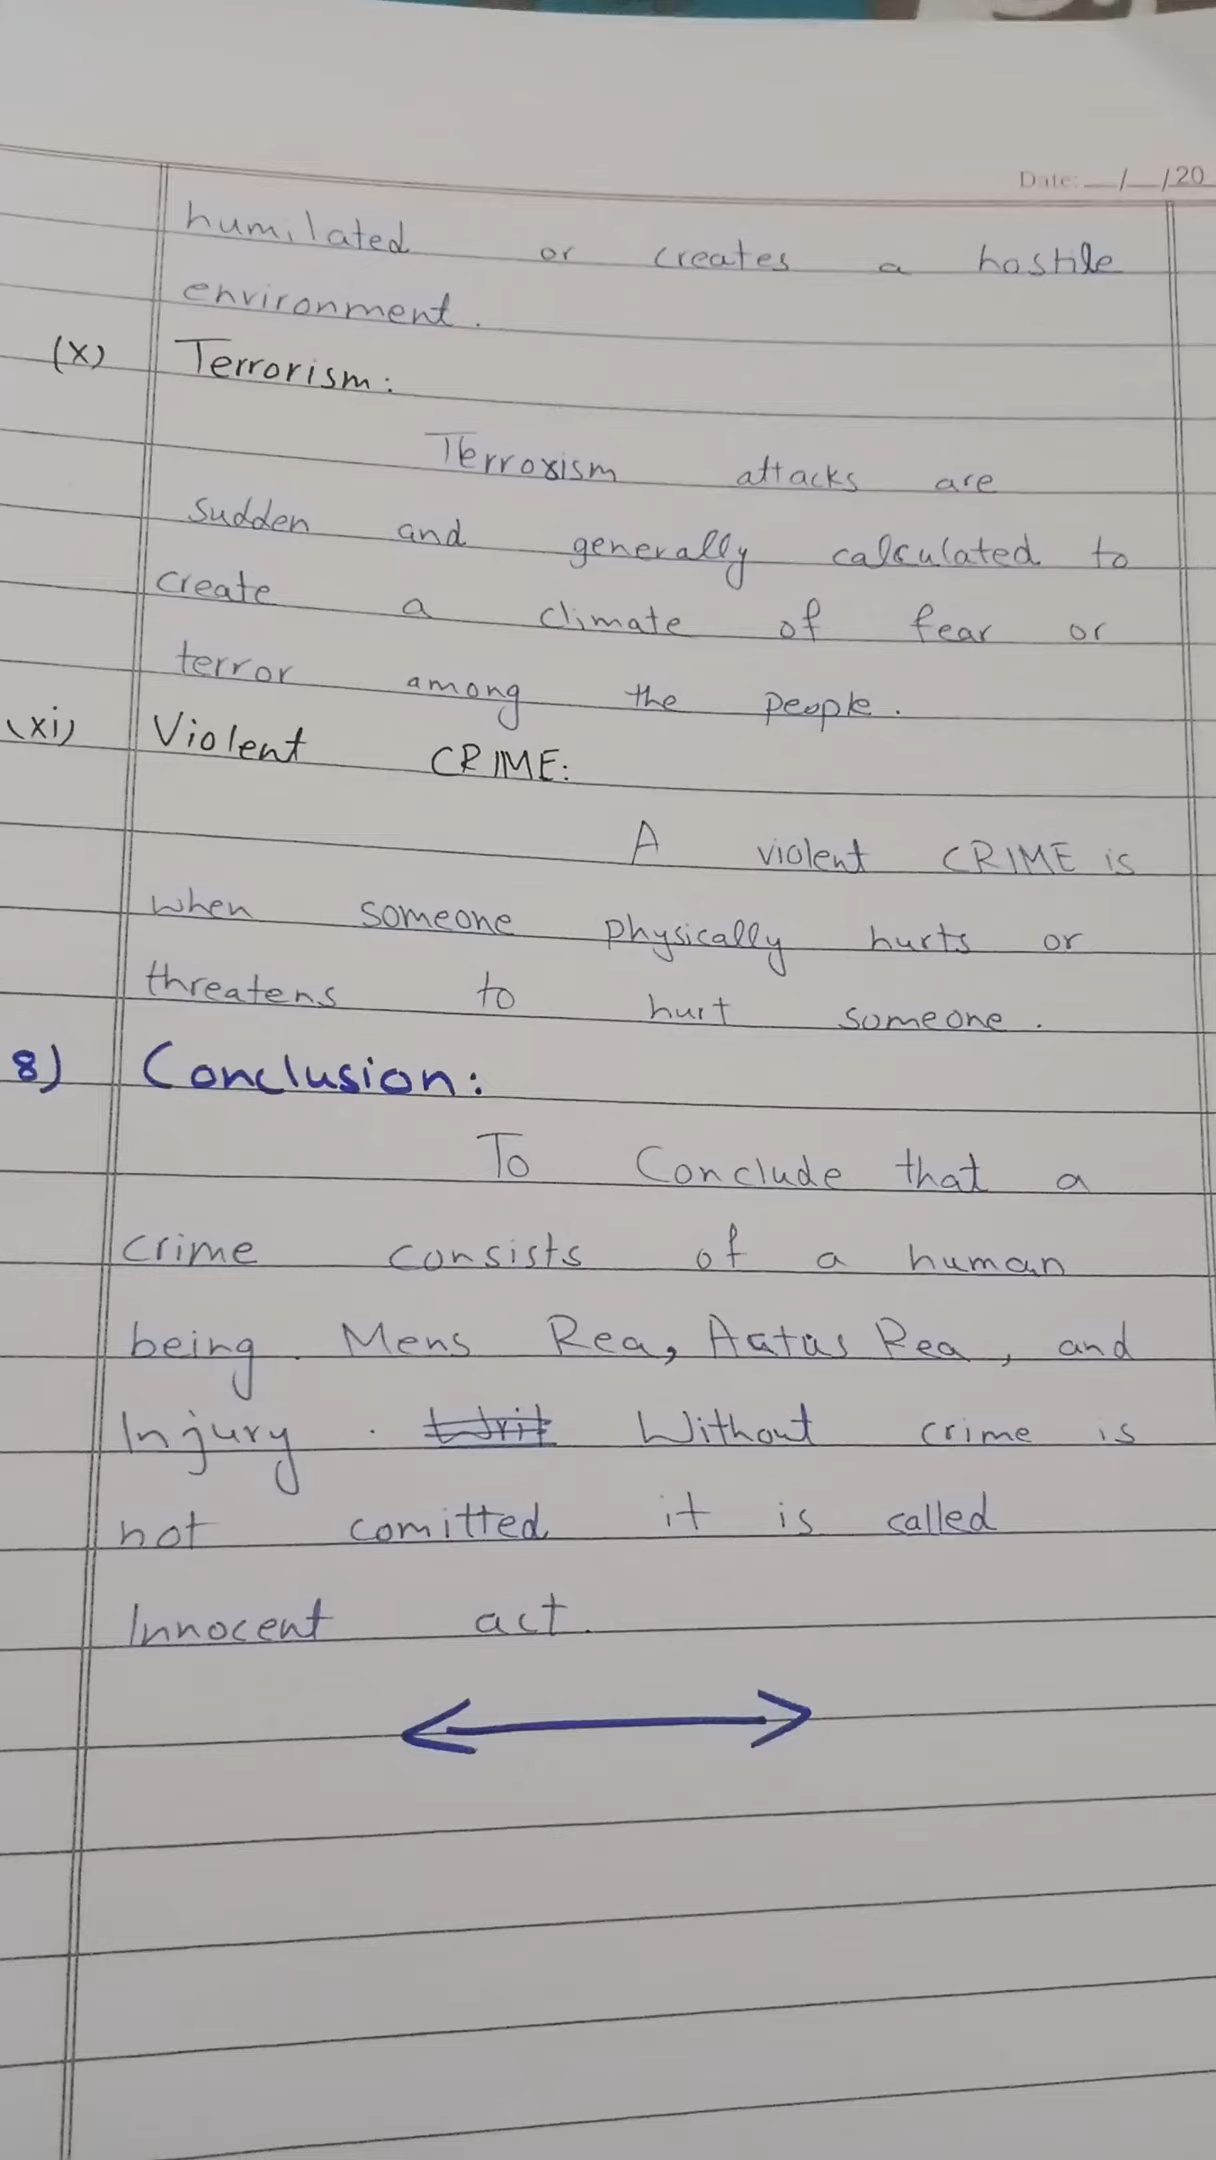 Date: __/__/20
humilated or creates a hostile
environment.
(x) Terrorism:
Terrorism attacks are
sudden and generally calculated to
create a climate of fear or
terror among the people.
(xi) Violent CRIME:
A violent CRIME is
when someone physically hurts or
threatens to hurt someone.
8) Conclusion:
To Conclude that a
crime consists of a human
being. Mens Rea, Aatus Rea, and
Injury. Without crime is
not comitted it is called
Innocent act.